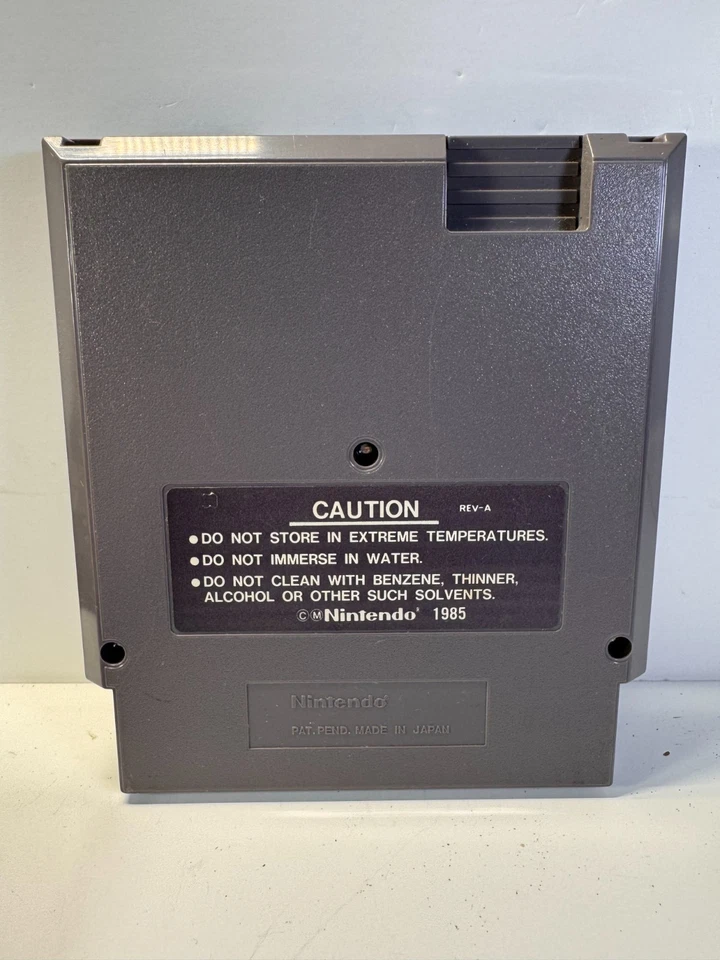 CAUTION REV-A
●DO NOT STORE IN EXTREME TEMPERATURES.
●DO NOT IMMERSE IN WATER.
●DO NOT CLEAN WITH BENZENE, THINNER,
ALCOHOL OR OTHER SUCH SOLVENTS.
ⒸⓂNintendo® 1985
Nintendo®
PAT. PEND. MADE IN JAPAN